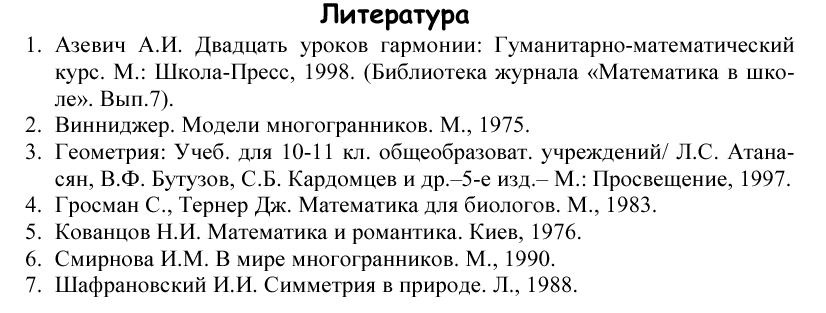 Литература
1. Азевич А.И. Двадцать уроков гармонии: Гуманитарно-математический
курс. М.: Школа-Пресс, 1998. (Библиотека журнала «Математика в шко-
ле». Вып.7).
2. Винниджер. Модели многогранников. М., 1975.
3. Геометрия: Учеб. для 10-11 кл. общеобразоват. учреждений/ Л.С. Атана-
сян, В.Ф. Бутузов, С.Б. Кардомцев и др.–5-е изд.– М.: Просвещение, 1997.
4. Гросман С., Тернер Дж. Математика для биологов. М., 1983.
5. Кованцов Н.И. Математика и романтика. Киев, 1976.
6. Смирнова И.М. В мире многогранников. М., 1990.
7. Шафрановский И.И. Симметрия в природе. Л., 1988.